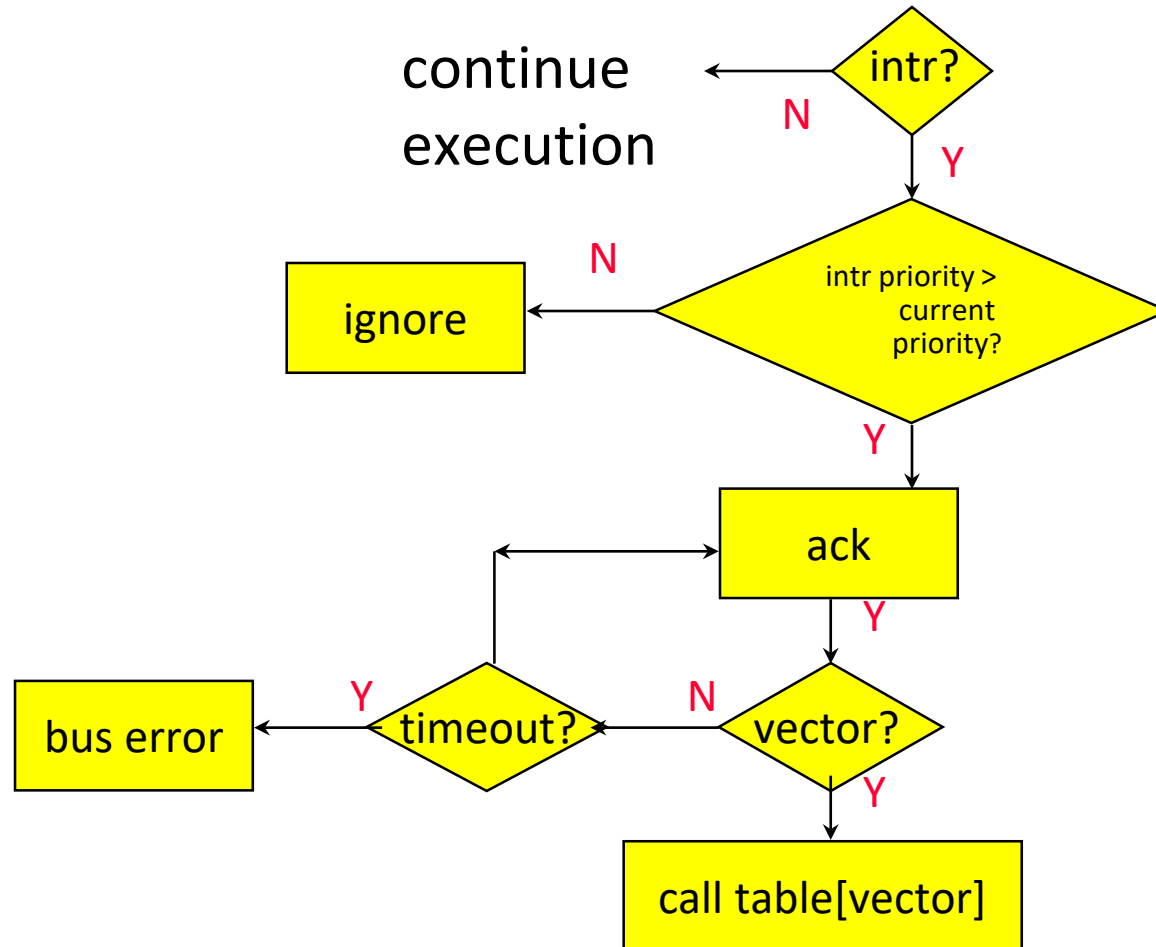 intr?
continue
execution
N
Y
intr priority >
current
priority?
N
ignore
Y
ack
Y
vector?
N
timeout?
Y
bus error
Y
call table[vector]